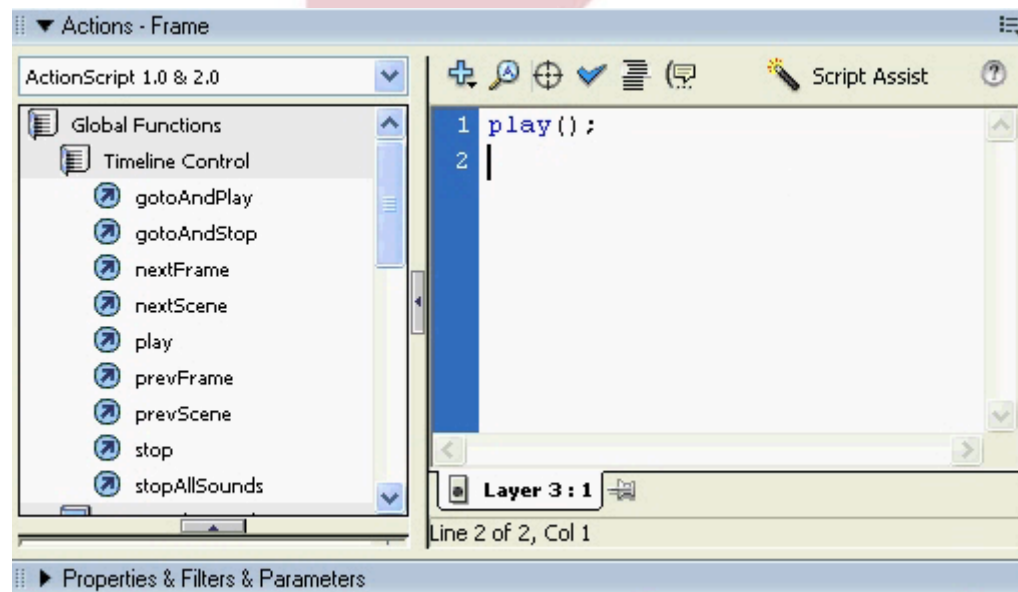 Actions - Frame
ActionScript 1.0 & 2.0
Global Functions
Timeline Control
gotoAndPlay
gotoAndStop
nextFrame
nextScene
play
prevFrame
prevScene
stop
stopAllSounds
Script Assist
1 play();
2
Layer 3 : 1
Line 2 of 2, Col 1
Properties & Filters & Parameters